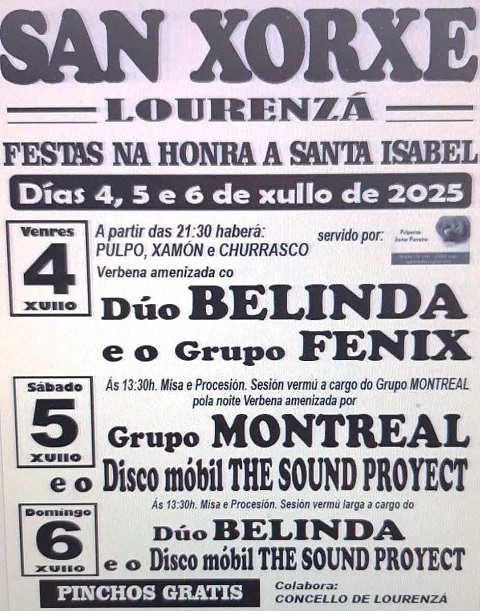 SAN XORXE
LOURENZÁ
FESTAS NA HONRA A SANTA ISABEL
Días 4, 5 e 6 de xullo de 2025
Venres
4
XUllO
A partir das 21:30 haberá:
PULPO, XAMÓN e CHURRASCO
servido por:
Verbena amenizada co
Dúo BELINDA
e o Grupo FENIX
Sábado
5
XUllO
Ás 13:30h. Misa e Procesión. Sesión vermú a cargo do Grupo MONTREAL
pola noite Verbena amenizada por
Grupo MONTREAL
e o Disco móbil THE SOUND PROYECT
Domingo
6
XUllO
Ás 13:30h. Misa e Procesión. Sesión vermú larga a cargo do
Dúo BELINDA
e o Disco móbil THE SOUND PROYECT
PINCHOS GRATIS
Colabora:
CONCELLO DE LOURENZÁ